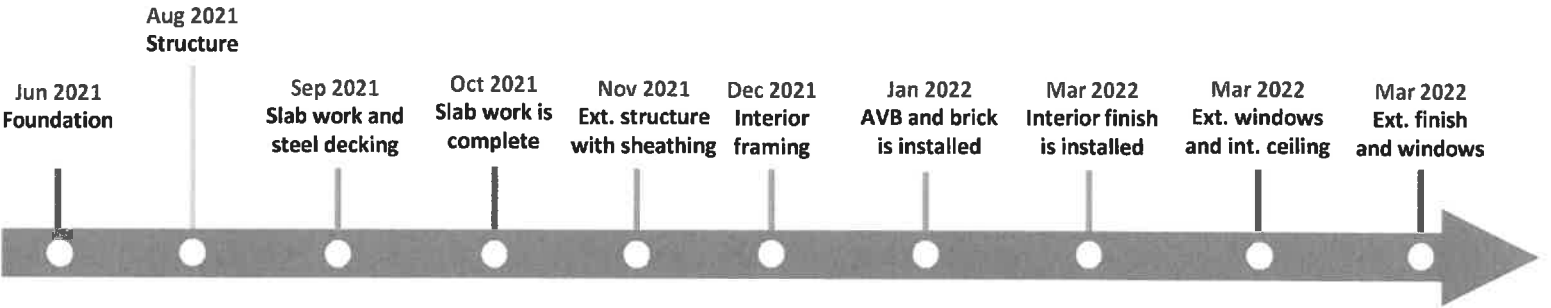 Jun 2021
Foundation
Aug 2021
Structure
Sep 2021
Slab work and
steel decking
Oct 2021
Slab work is
complete
Nov 2021
Ext. structure
with sheathing
Dec 2021
Interior
framing
Jan 2022
AVB and brick
is installed
Mar 2022
Interior finish
is installed
Mar 2022
Ext. windows
and int. ceiling
Mar 2022
Ext. finish
and windows